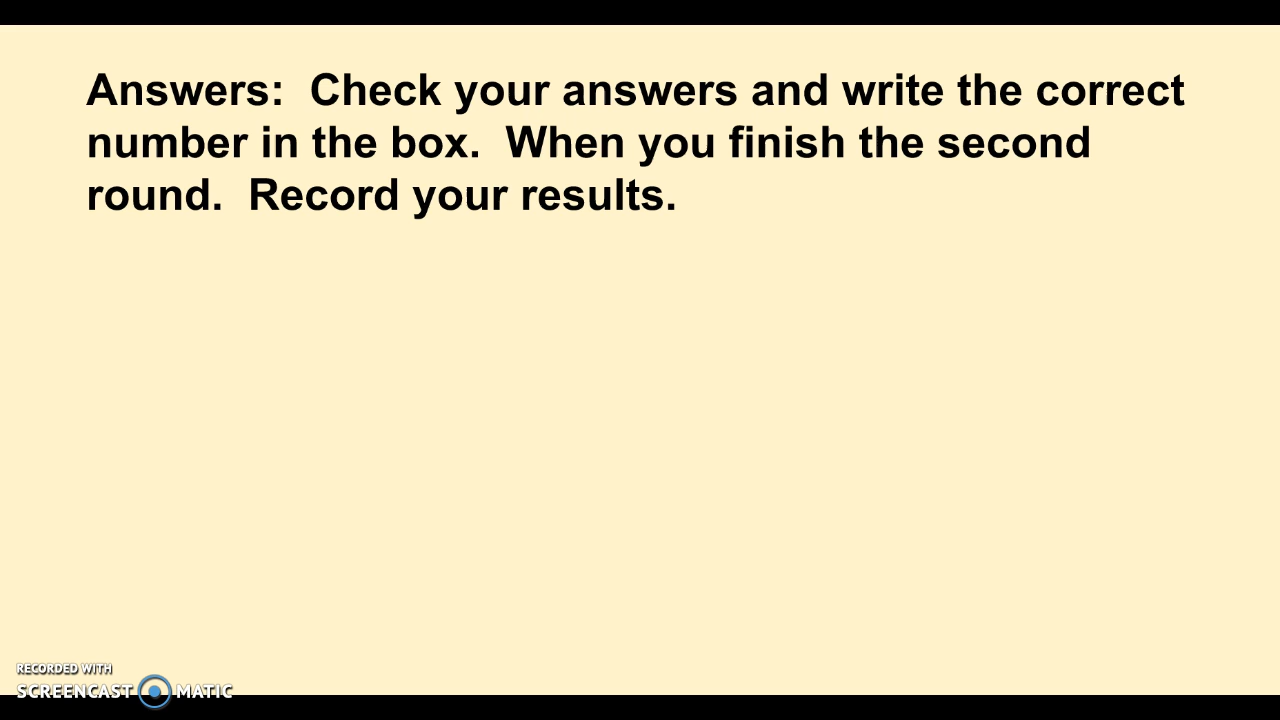 Answers:  Check your answers and write the correct
number in the box.  When you finish the second
round.  Record your results.
RECORDED WITH
SCREENCAST MATIC